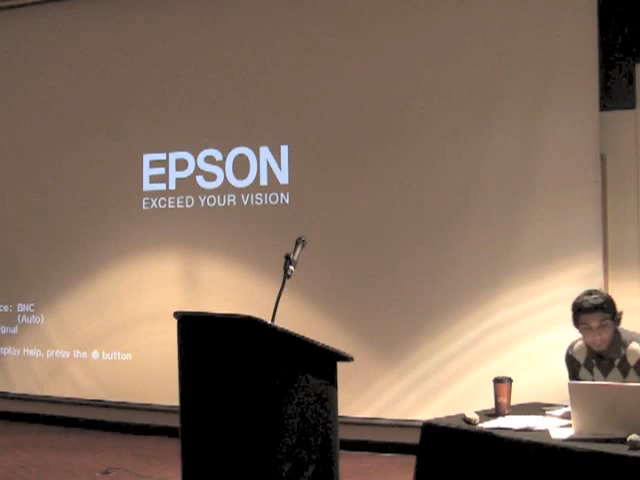 EPSON
EXCEED YOUR VISION
ce: BNC
(Auto)
gnal
splay Help, press the button